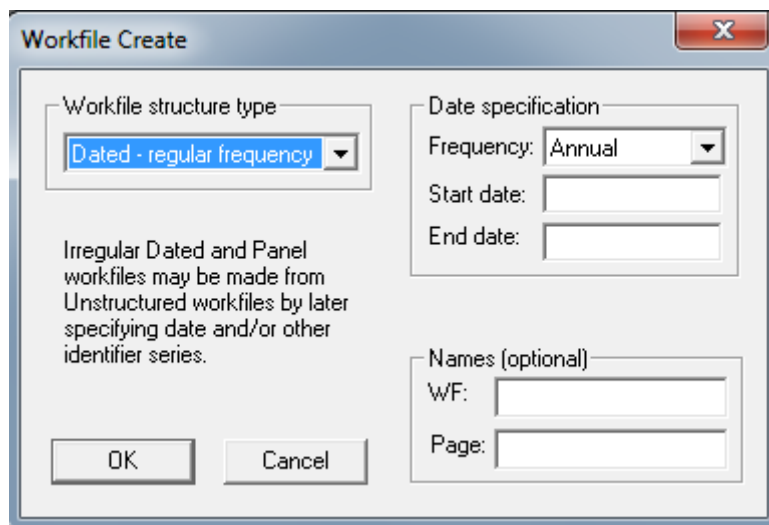 Workfile Create
Workfile structure type
Dated - regular frequency
Irregular Dated and Panel
workfiles may be made from
Unstructured workfiles by later
specifying date and/or other
identifier series.
OK
Cancel
Date specification
Frequency: Annual
Start date:
End date:
Names (optional)
WF:
Page: